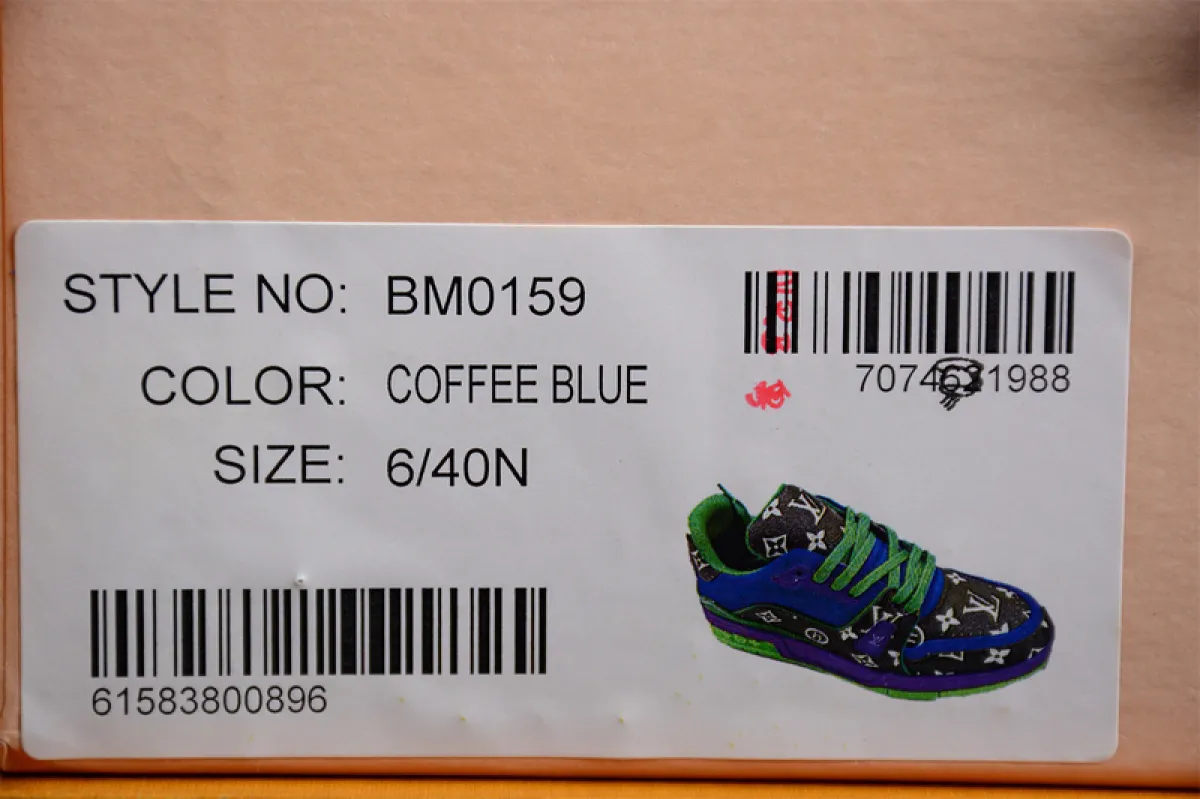 STYLE NO: BM0159
COLOR: COFFEE BLUE
SIZE: 6/40N
61583800896